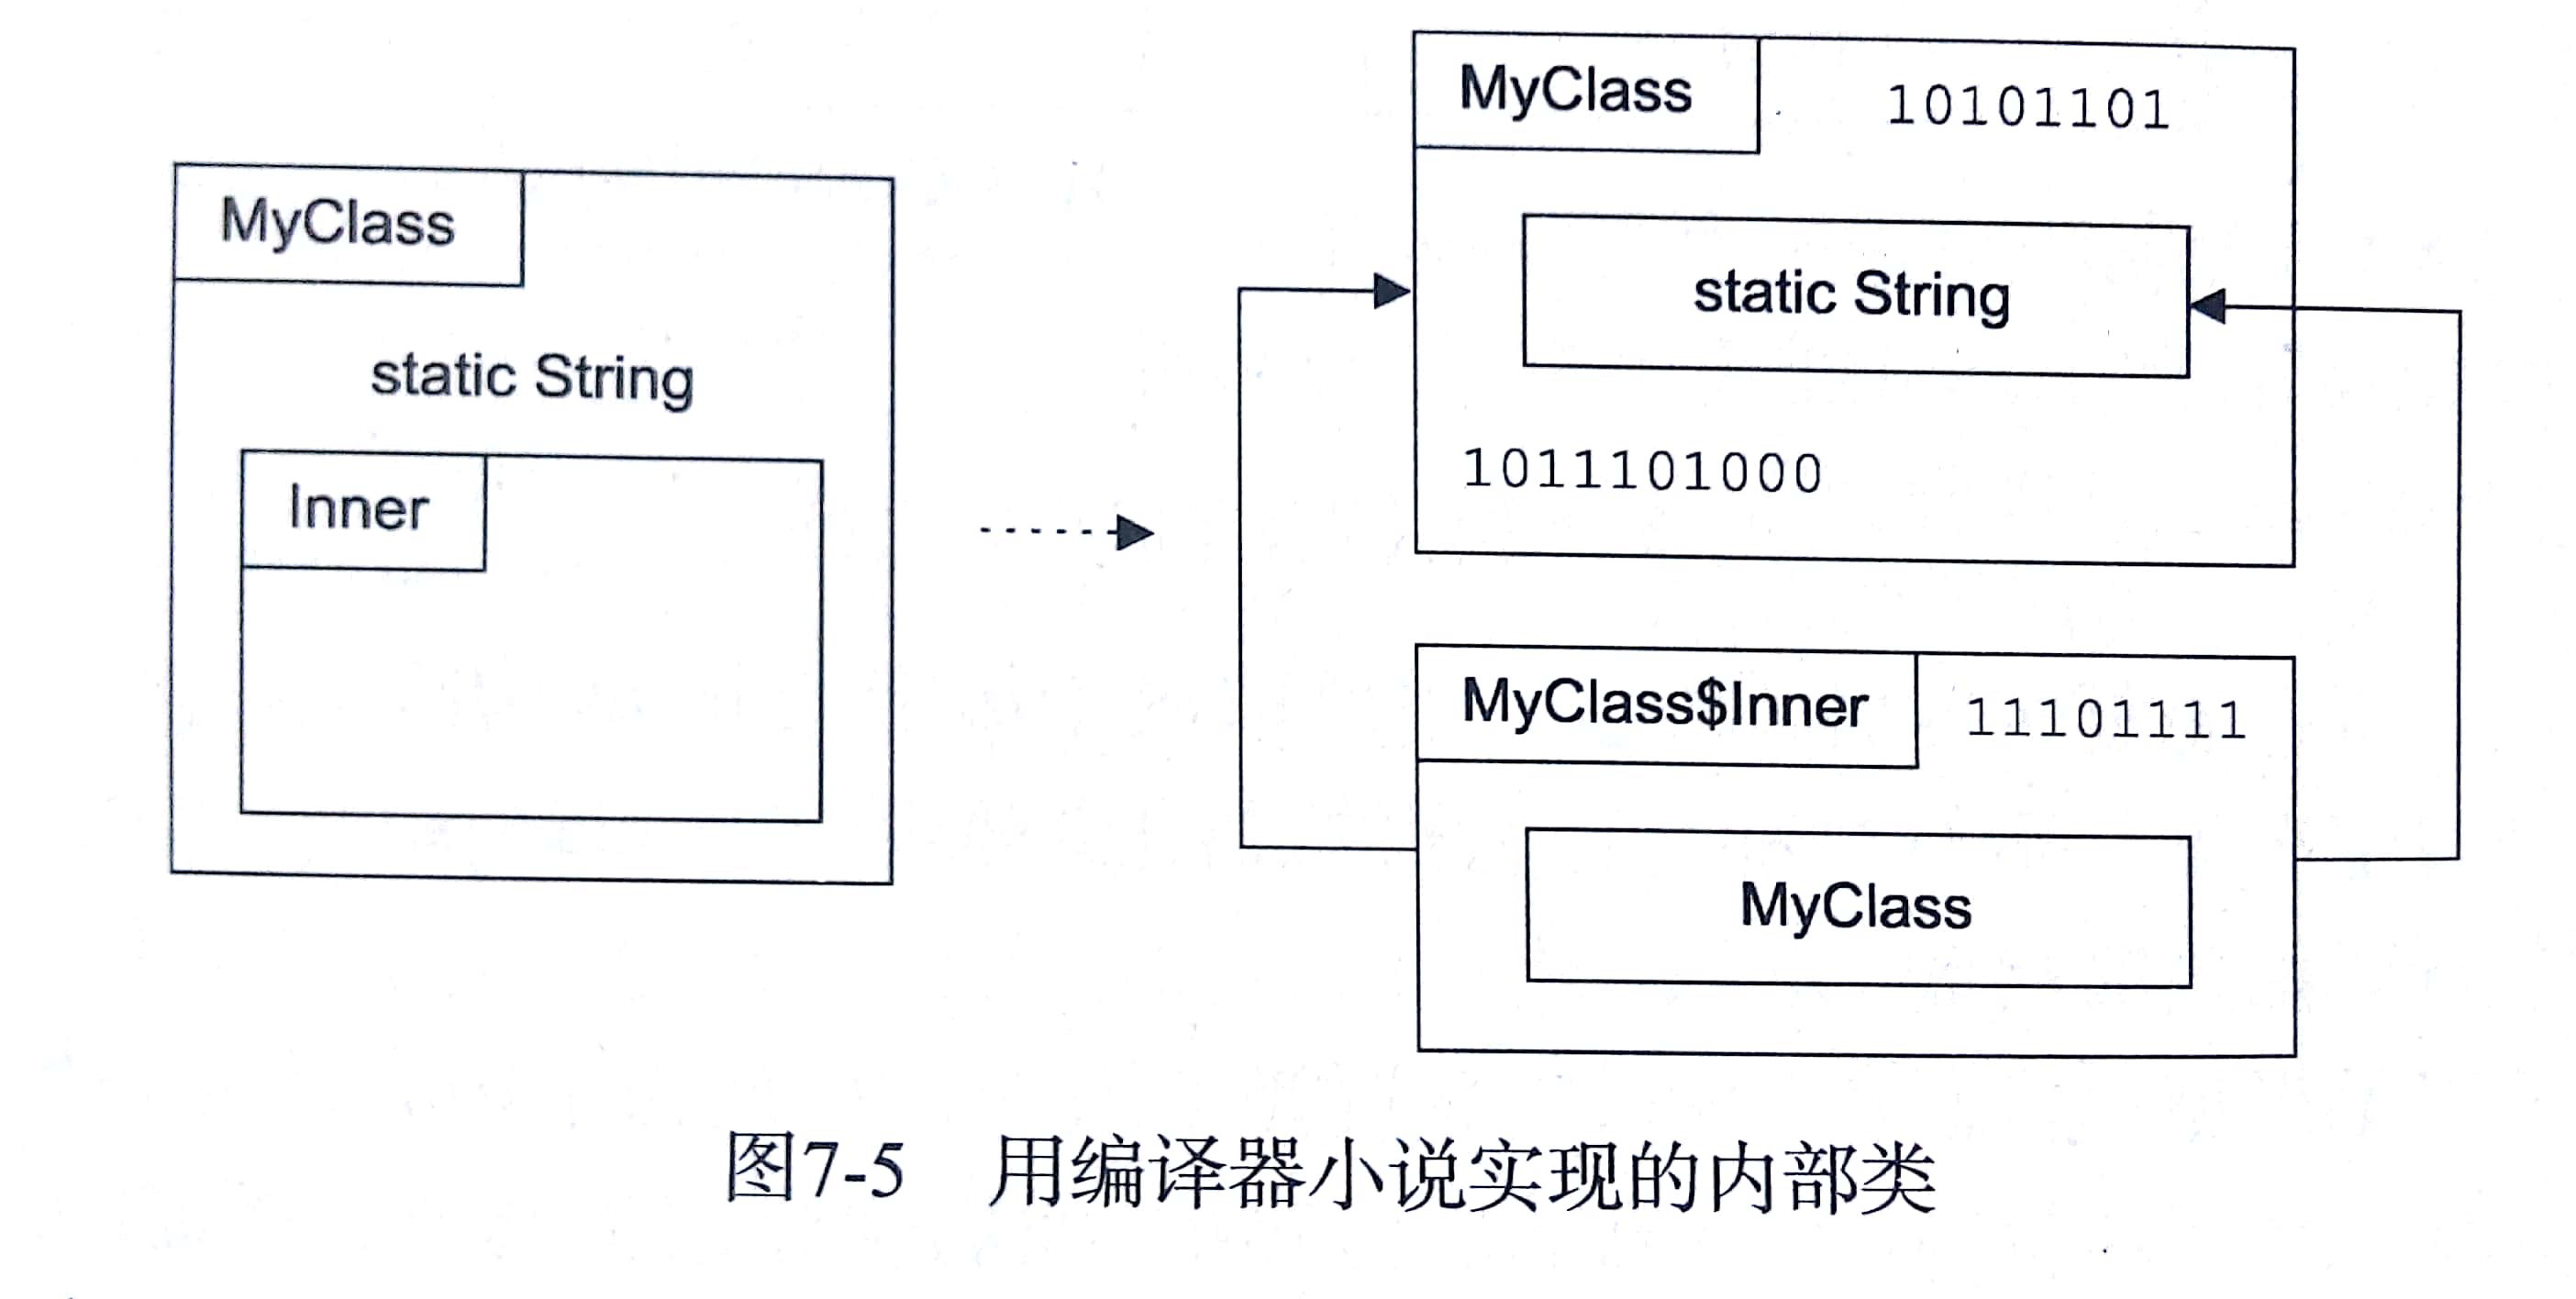 MyClass
static String
Inner
MyClass
10101101
static String
1011101000
MyClass$Inner
11101111
MyClass
图7-5 用编译器小说实现的内部类